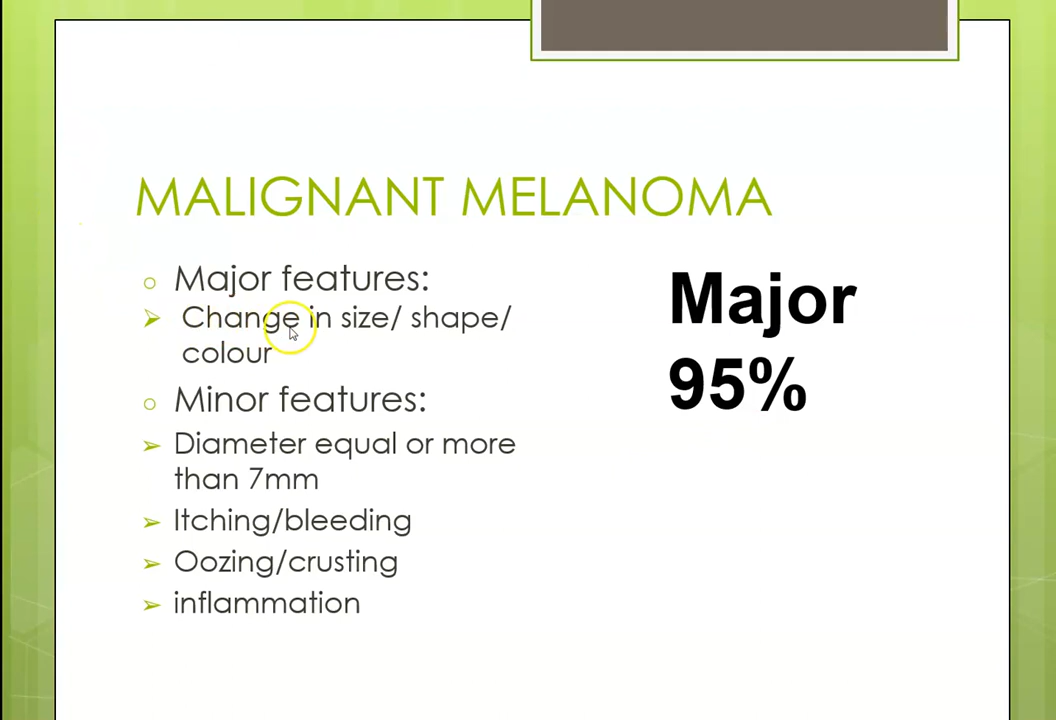 MALIGNANT MELANOMA
Major features:
Change in size/ shape/
colour
Minor features:
Diameter equal or more
than 7mm
Itching/bleeding
Oozing/crusting
inflammation
Major
95%